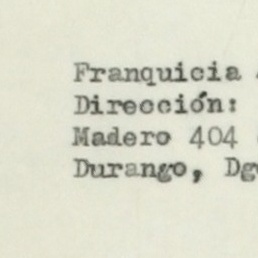 Franquicia
Dirección:
Madero 404
Durango, Dg